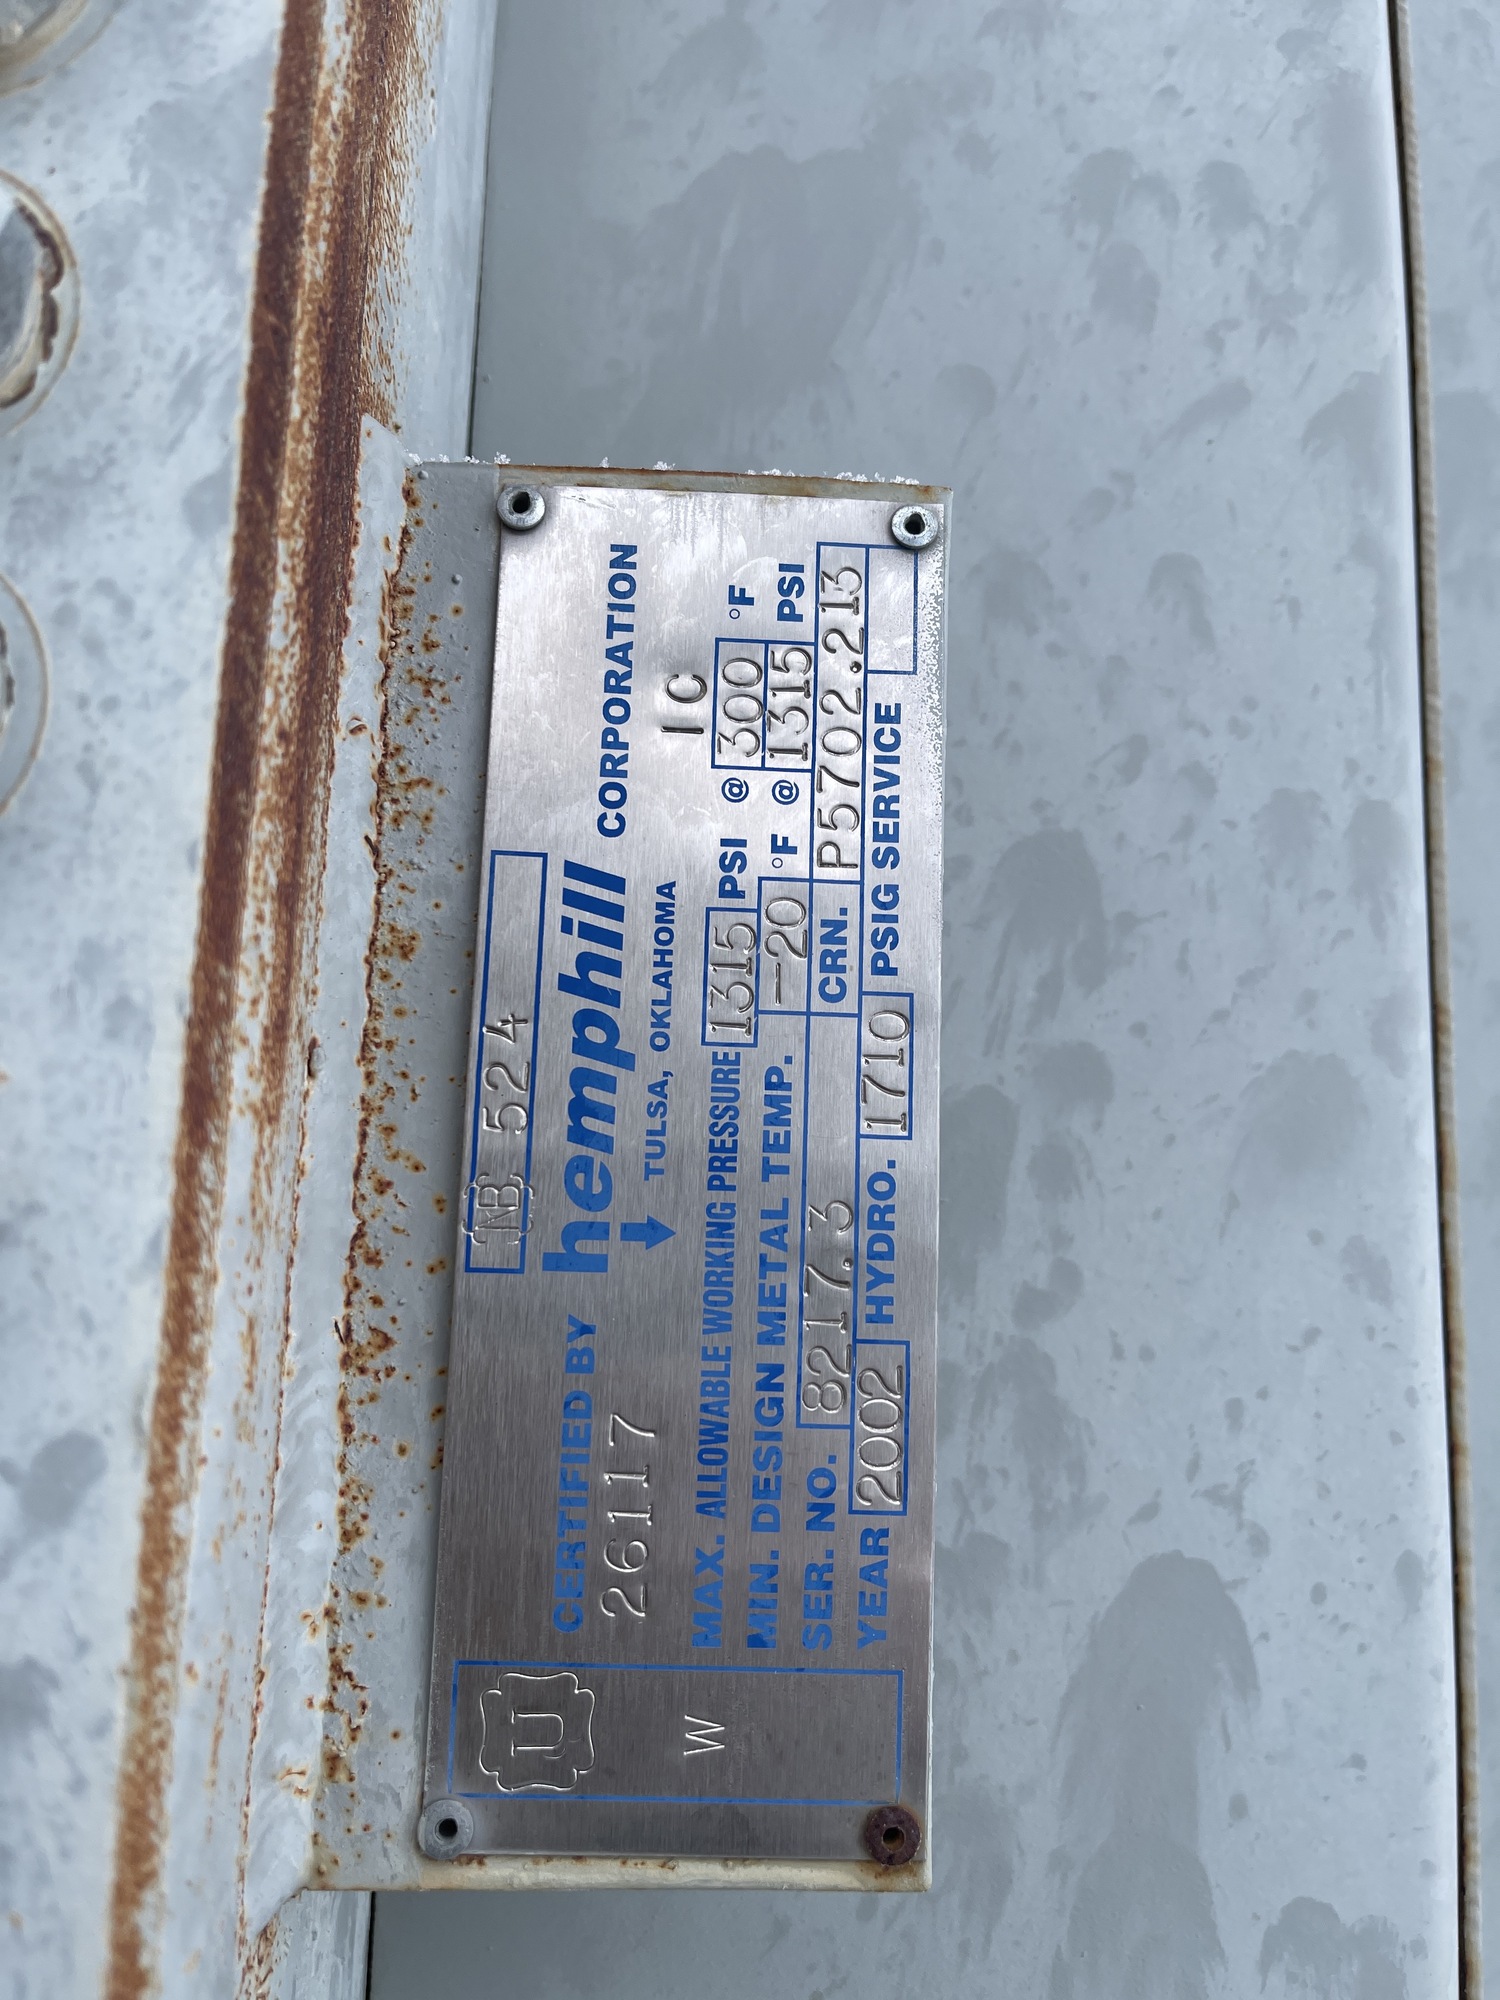 NB 524
CERTIFIED BY hemphill CORPORATION
TULSA, OKLAHOMA
26117 IC
MAX. ALLOWABLE WORKING PRESSURE 1315 PSI @ 300 °F
MIN. DESIGN METAL TEMP. -20 °F @ 1315 PSI
SER. NO. 8217.3 CRN. P5702.213
YEAR 2002 HYDRO. 1710 PSIG SERVICE
U
W